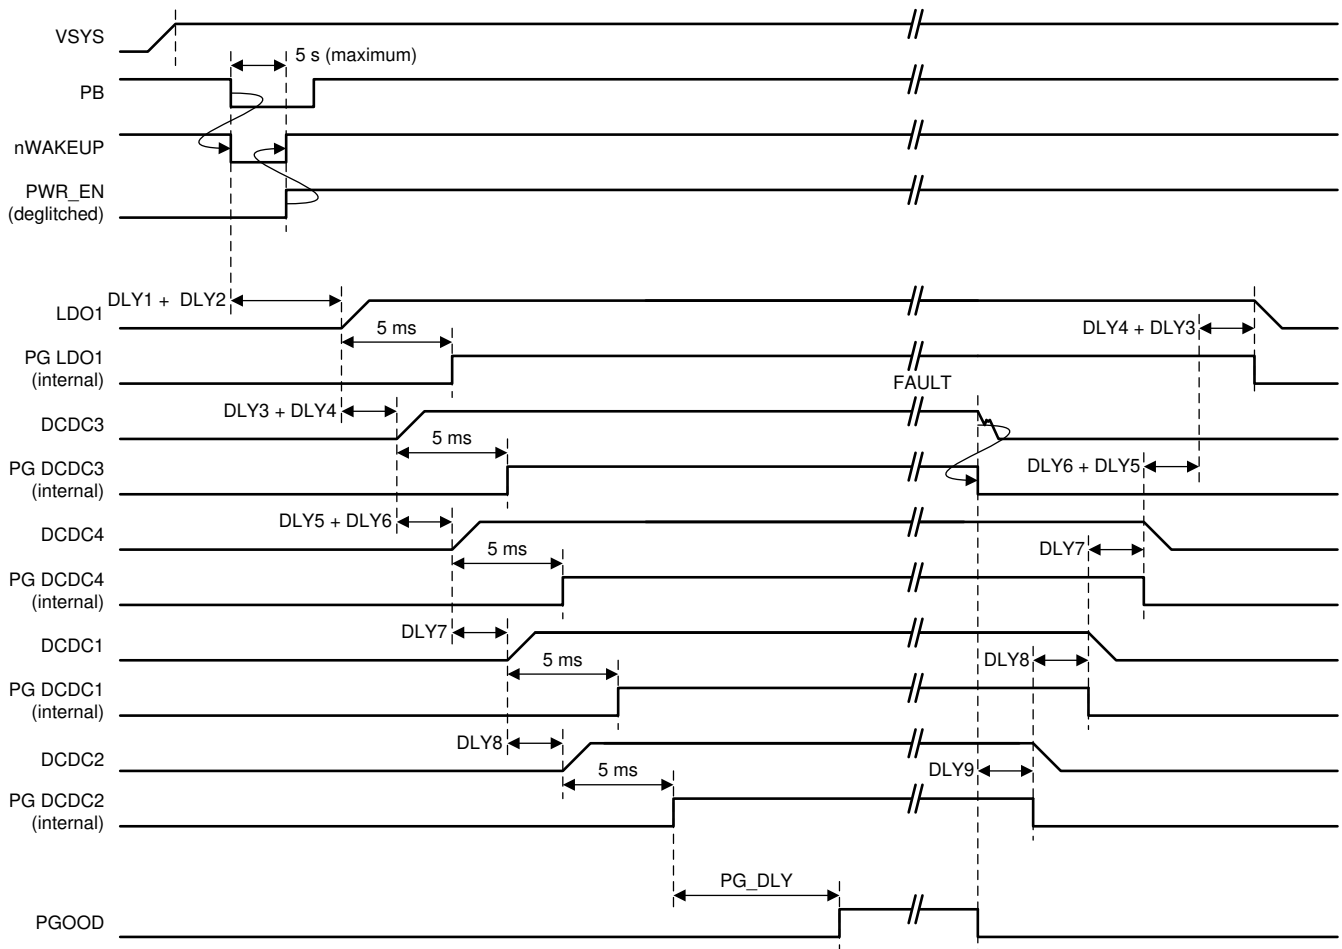 VSYS
5 s (maximum)
PB
nWAKEUP
PWR_EN
(deglitched)
DLY1 + DLY2
LDO1
5 ms
DLY4 + DLY3
PG LDO1
(internal)
FAULT
DLY3 + DLY4
DCDC3
5 ms
PG DCDC3
(internal)
DLY6 + DLY5
DLY5 + DLY6
DCDC4
5 ms
DLY7
PG DCDC4
(internal)
DLY7
DCDC1
5 ms
DLY8
PG DCDC1
(internal)
DLY8
DCDC2
5 ms
DLY9
PG DCDC2
(internal)
PG_DLY
PGOOD